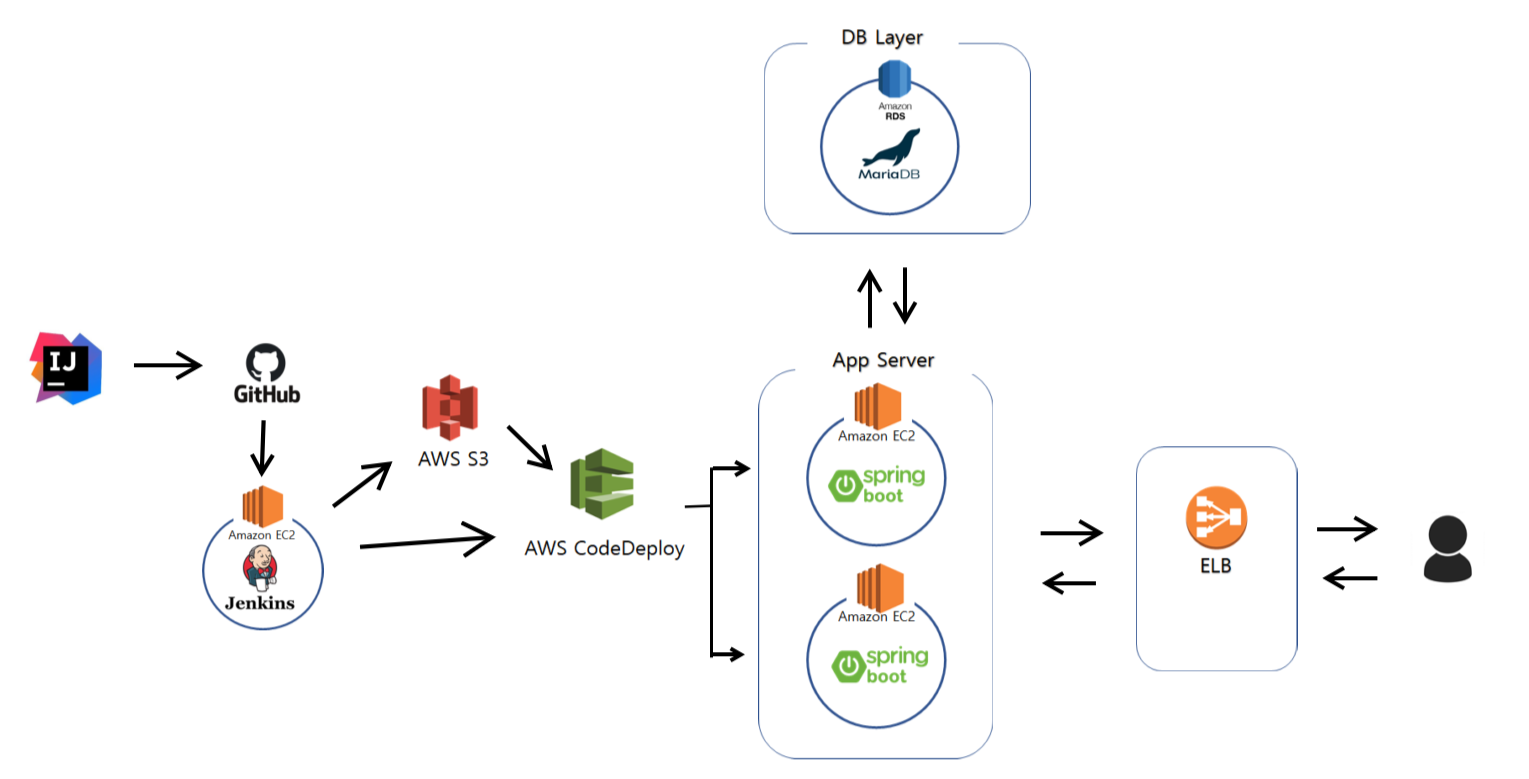 DB Layer
Amazon
RDS
MariaDB
IJ
GitHub
App Server
AWS S3
Amazon EC2
spring
boot
Amazon EC2
Jenkins
AWS CodeDeploy
ELB
Amazon EC2
spring
boot